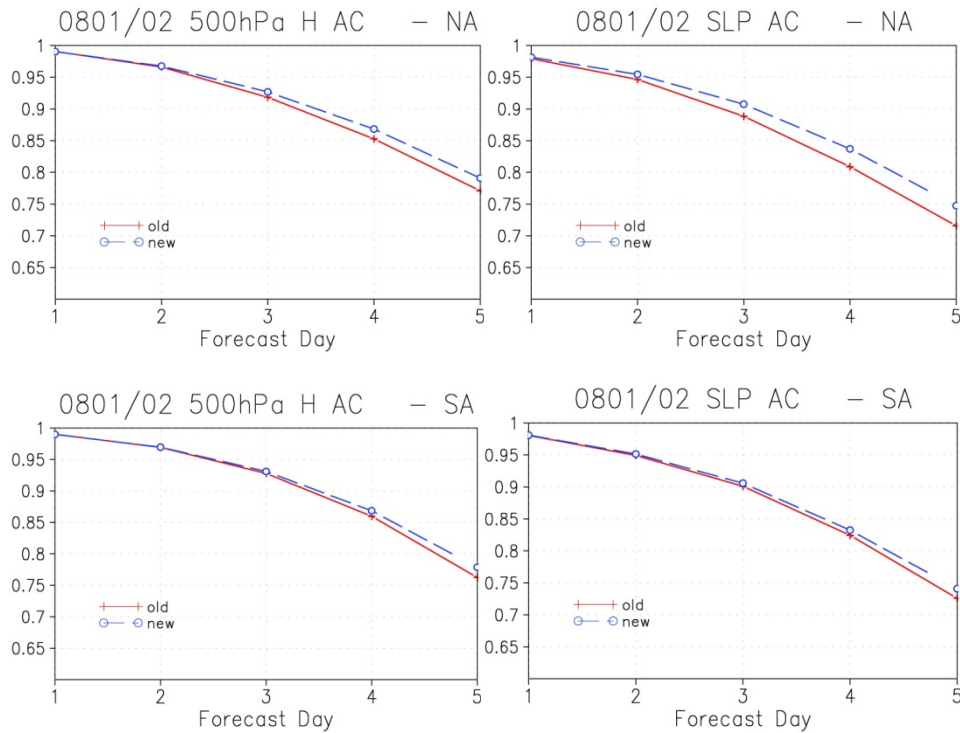 0801/02 500hPa H AC – NA
1
0.95
0.9
0.85
0.8
0.75
0.7
0.65
old
new
1 2 3 4 5
Forecast Day
0801/02 SLP AC – NA
1
0.95
0.9
0.85
0.8
0.75
0.7
0.65
old
new
1 2 3 4 5
Forecast Day
0801/02 500hPa H AC – SA
1
0.95
0.9
0.85
0.8
0.75
0.7
0.65
old
new
1 2 3 4 5
Forecast Day
0801/02 SLP AC – SA
1
0.95
0.9
0.85
0.8
0.75
0.7
0.65
old
new
1 2 3 4 5
Forecast Day